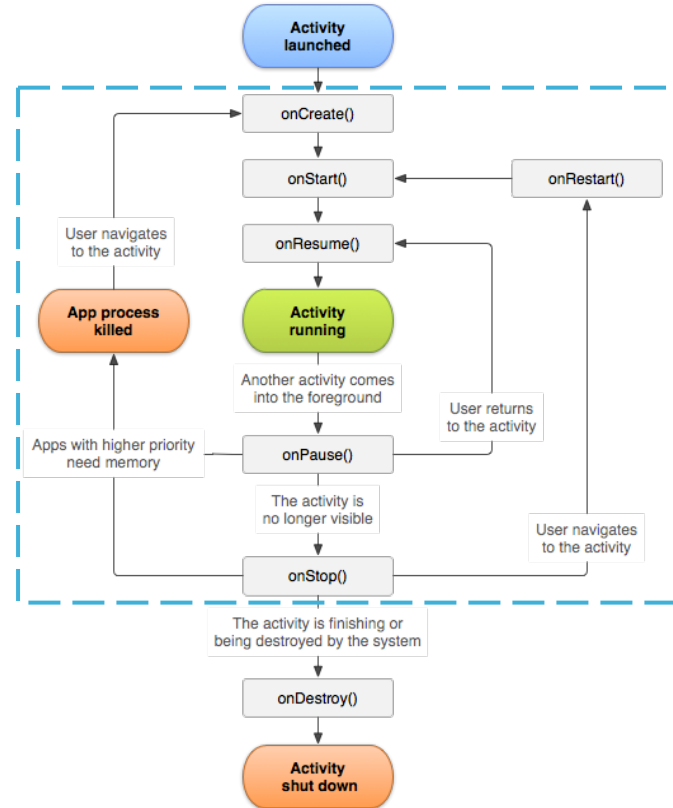 Activity
launched
onCreate()
onStart()
onRestart()
User navigates
to the activity
onResume()
App process
killed
Activity
running
Another activity comes
into the foreground
User returns
to the activity
Apps with higher priority
need memory
onPause()
The activity is
no longer visible
User navigates
to the activity
onStop()
The activity is finishing or
being destroyed by the system
onDestroy()
Activity
shut down